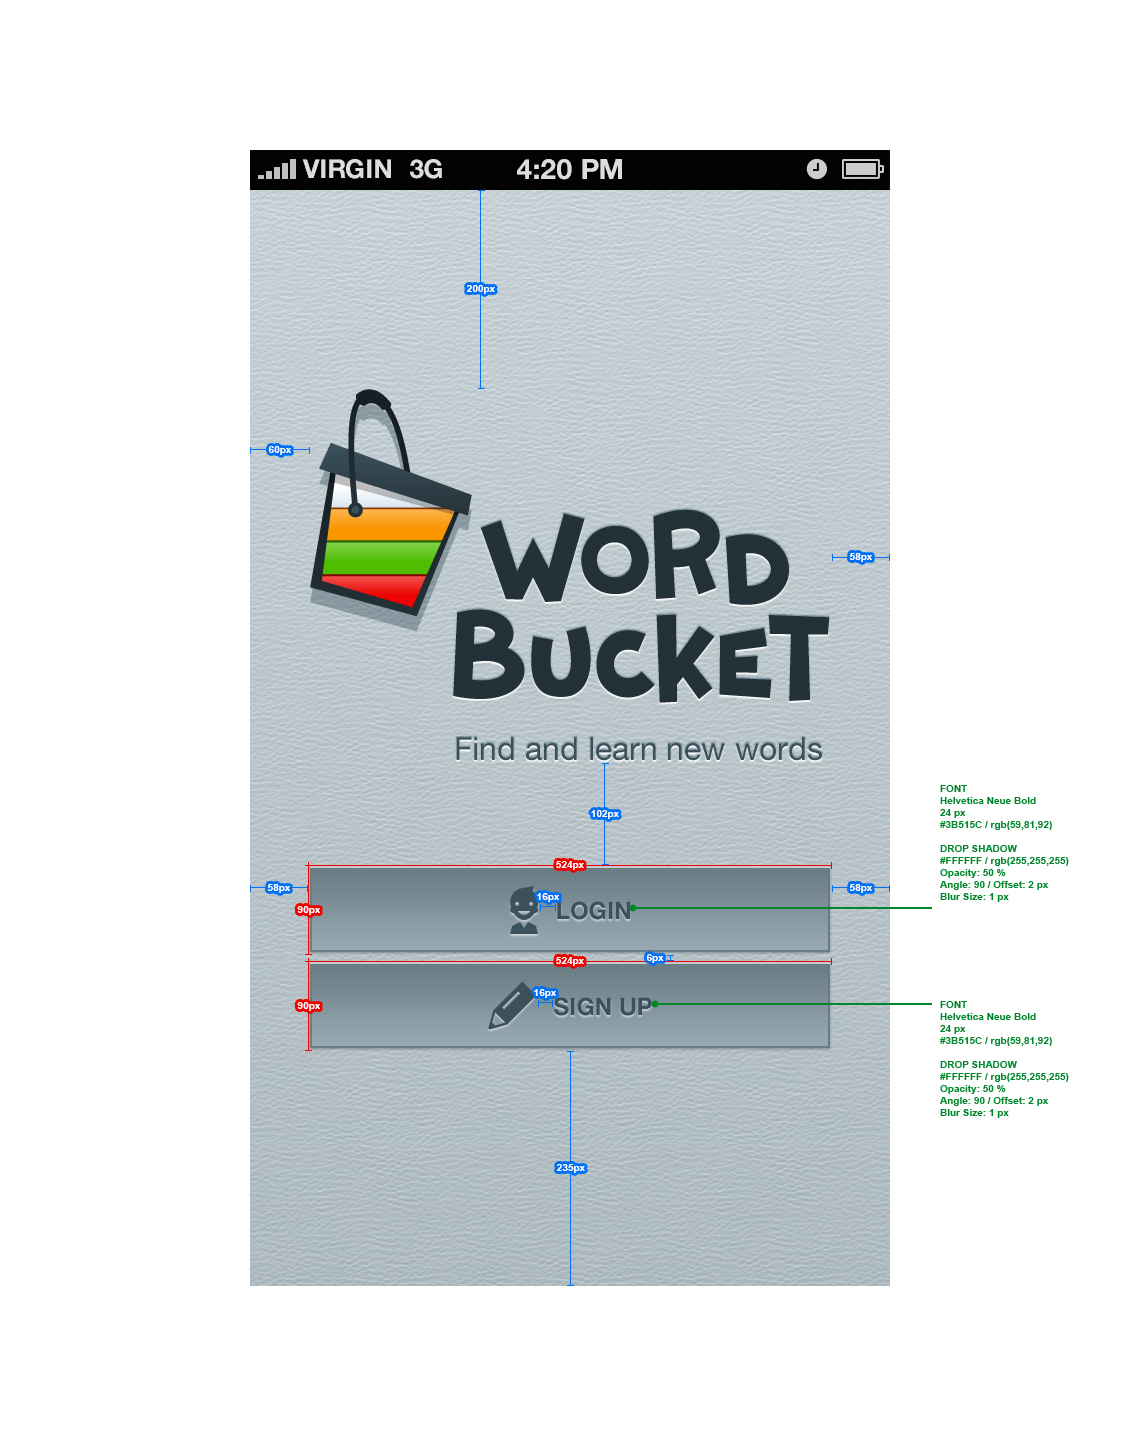 VIRGIN 3G 4:20 PM
200px
60px
WORD
58px
BUCKET
Find and learn new words
102px
FONT
Helvetica Neue Bold
24 px
#3B515C / rgb(59,81,92)
DROP SHADOW
#FFFFFF / rgb(255,255,255)
Opacity: 50 %
Angle: 90 / Offset: 2 px
Blur Size: 1 px
524px
58px
58px
90px
16px
LOGIN
524px
6px
90px
16px
SIGN UP
FONT
Helvetica Neue Bold
24 px
#3B515C / rgb(59,81,92)
DROP SHADOW
#FFFFFF / rgb(255,255,255)
Opacity: 50 %
Angle: 90 / Offset: 2 px
Blur Size: 1 px
235px